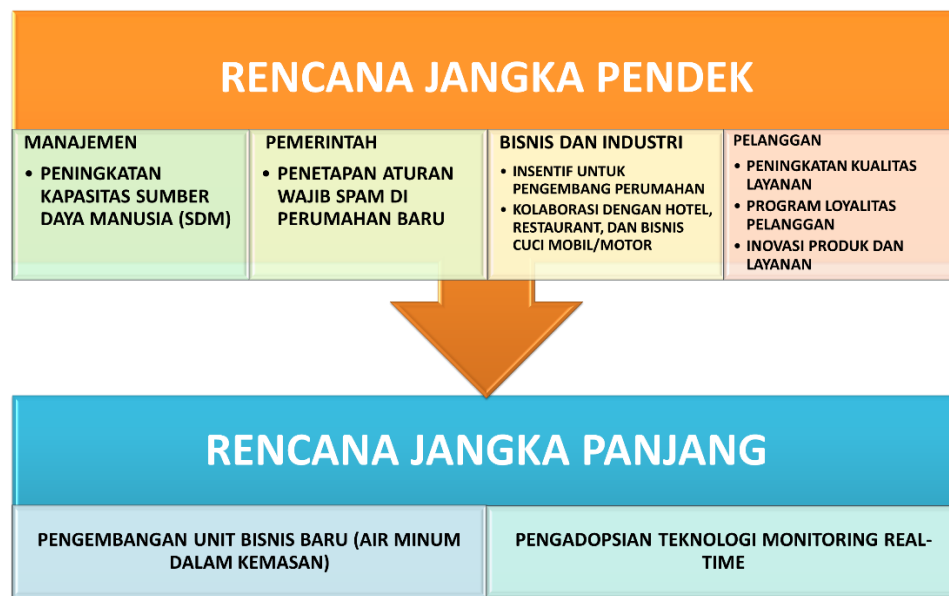 RENCANA JANGKA PENDEK
MANAJEMEN
• PENINGKATAN
KAPASITAS SUMBER
DAYA MANUSIA (SDM)
PEMERINTAH
• PENETAPAN ATURAN
WAJIB SPAM DI
PERUMAHAN BARU
BISNIS DAN INDUSTRI
• INSENTIF UNTUK
PENGEMBANG PERUMAHAN
• KOLABORASI DENGAN HOTEL,
RESTAURANT, DAN BISNIS
CUCI MOBIL/MOTOR
PELANGGAN
• PENINGKATAN KUALITAS
LAYANAN
• PROGRAM LOYALITAS
PELANGGAN
• INOVASI PRODUK DAN
LAYANAN
RENCANA JANGKA PANJANG
PENGEMBANGAN UNIT BISNIS BARU (AIR MINUM
DALAM KEMASAN)
PENGADOPSIAN TEKNOLOGI MONITORING REAL-
TIME